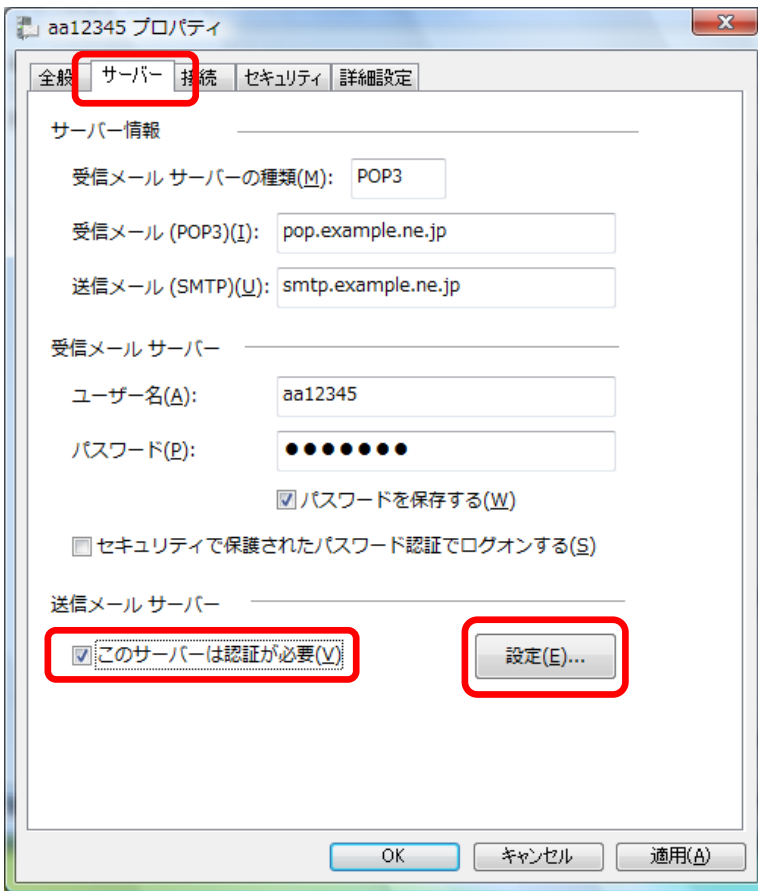 aa12345 プロパティ
全般 サーバー 接続 セキュリティ 詳細設定
サーバー情報
受信メール サーバーの種類(M): POP3
受信メール (POP3)(I): pop.example.ne.jp
送信メール (SMTP)(U): smtp.example.ne.jp
受信メール サーバー
ユーザー名(A): aa12345
パスワード(P): ●●●●●●●
パスワードを保存する(W)
セキュリティで保護されたパスワード認証でログオンする(S)
送信メール サーバー
このサーバーは認証が必要(V) 設定(E)...
OK キャンセル 適用(A)